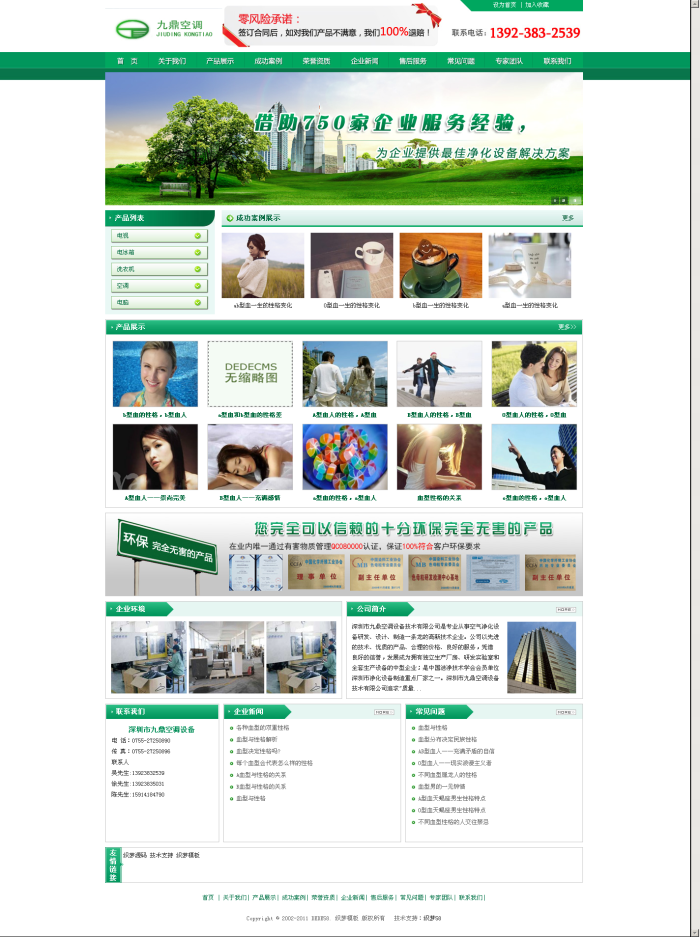 设为首页 | 加入收藏
九鼎空调
JIUDING KONGTIAO
零风险承诺：
签订合同后，如对我们产品不满意，我们100%退赔！
联系电话：1392-383-2539
首 页 关于我们 产品展示 成功案例 荣誉资质 企业新闻 售后服务 常见问题 专家团队 联系我们
借助750家企业服务经验，
为企业提供最佳净化设备解决方案
产品列表
电视
电冰箱
洗衣机
空调
电脑
成功案例展示 更多
ab型血一生的性格变化 O型血一生的性格变化 b型血一生的性格变化 a型血一生的性格变化
产品展示 更多>>
DEDECMS
无缩略图
b型血的性格，b型血人 a型血和b型血的性格差 A型血人的性格，A型血 B型血人的性格，B型血 O型血人的性格，O型血
A型血人——崇尚完美 B型血人——充满感情 a型血的性格，a型血人 血型性格的关系 o型血的性格，o型血人
环保 完全无害的产品
您完全可以信赖的十分环保完全无害的产品
在业内唯一通过有害物质管理QC080000认证，保证100%符合客户环保要求
理事单位 副主任单位 副主任单位
企业环境
公司简介 MORE
深圳市九鼎空调设备技术有限公司是专业从事空气净化设
备研发、设计、制造一条龙的高新技术企业。公司以先进
的技术、优质的产品、合理的价格、良好的服务，凭借
良好的信誉，发展成为拥有独立生产厂房、研发实验室和
全套生产设备的中型企业；是中国洁净技术学会会员单位
深圳市净化设备制造重点厂家之一。深圳市九鼎空调设备
技术有限公司追求"质量...
联系我们
深圳市九鼎空调设备
电 话：0755-27250890
传 真：0755-27250896
联系人
吴先生:13923832539
徐先生:13923835031
陈先生:15914184790
企业新闻 MORE
各种血型的双重性格
血型与性格解析
血型决定性格吗？
每个血型会代表怎么样的性格
A血型与性格的关系
B血型与性格的关系
血型与性格
常见问题 MORE
血型与性格
血型分布决定民族性格
AB型血人——充满矛盾的自信
O型血人——现实浪漫主义者
不同血型属龙人的性格
血型男的一见钟情
A型血天蝎座男生性格特点
O型血天蝎座男生性格特点
不同血型性格的人交往禁忌
友情链接
织梦源码 技术支持 织梦模板
首页 | 关于我们| 产品展示| 成功案例| 荣誉资质| 企业新闻| 售后服务| 常见问题| 专家团队| 联系我们|
Copyright © 2002-2011 DEDE58. 织梦模板 版权所有 技术支持：织梦58